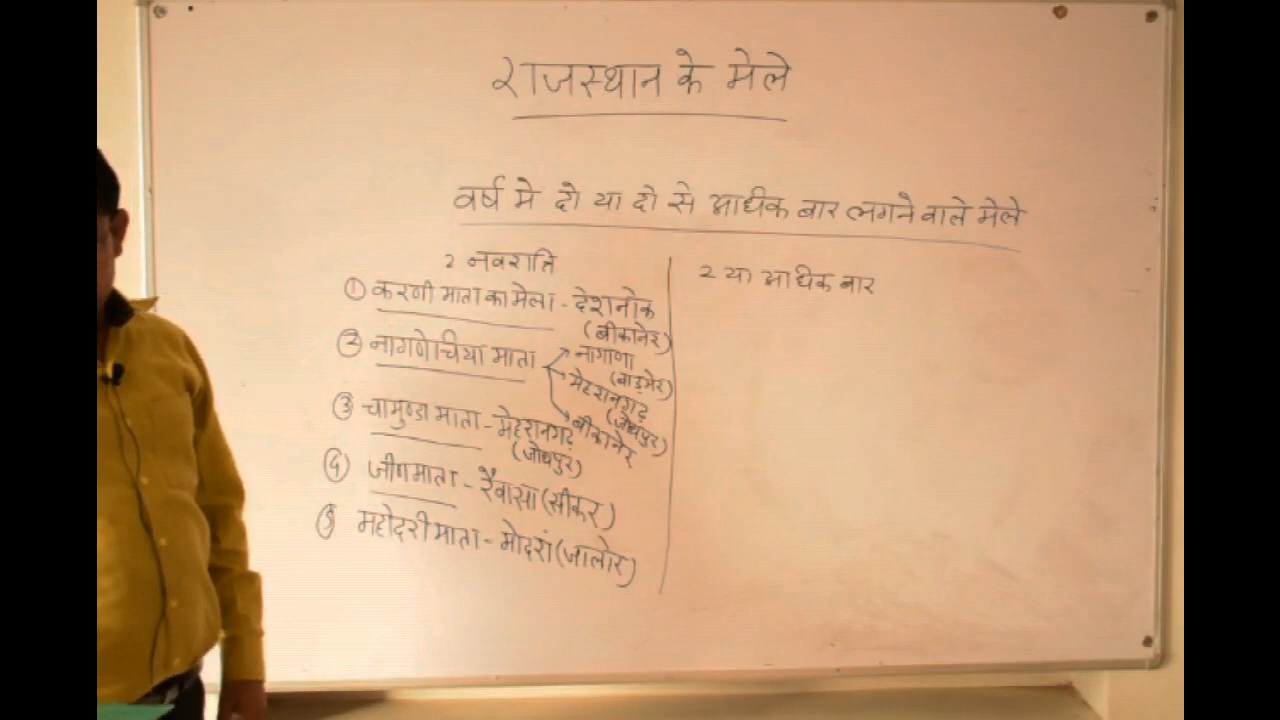 राजस्थान के मेले
वर्ष मे दो या दो से अधिक बार लगने वाले मेले
2 नवरात्रि
① करणी माता का मेला - देशनोक
(बीकानेर)
② नागणेचिया माता
नागाणा
(बाड़मेर)
मेहरानगढ़
(जोधपुर)
बीकानेर
③ चामुण्डा माता - मेहरानगढ़
(जोधपुर)
④ जीणमाता - रैवासा (सीकर)
⑤ महोदरी माता - मोदरां (जालोर)
2 या अधिक बार